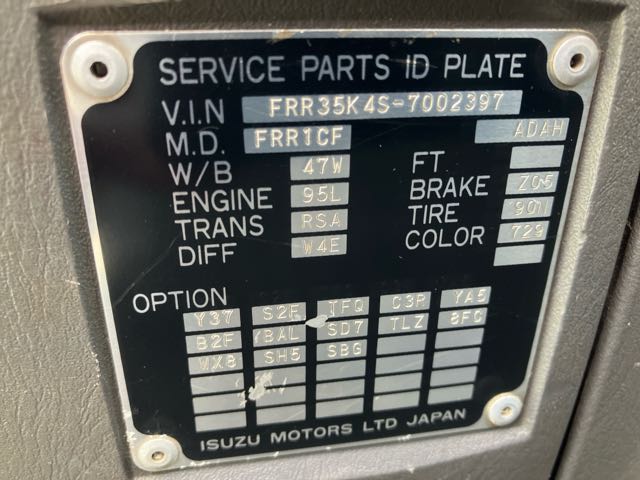 SERVICE PARTS ID PLATE
V.I.N FRR35K4S-7002397
M.D. FRR1CF ADAH
W/B 47W FT
ENGINE 95L BRAKE Z05
TRANS RSA TIRE 901
DIFF W4E COLOR 729
OPTION
Y37 S2F TFQ C3P YA5
B2F YBAL SD7 TLZ 8FC
WX8 SH5 SBG
ISUZU MOTORS LTD JAPAN